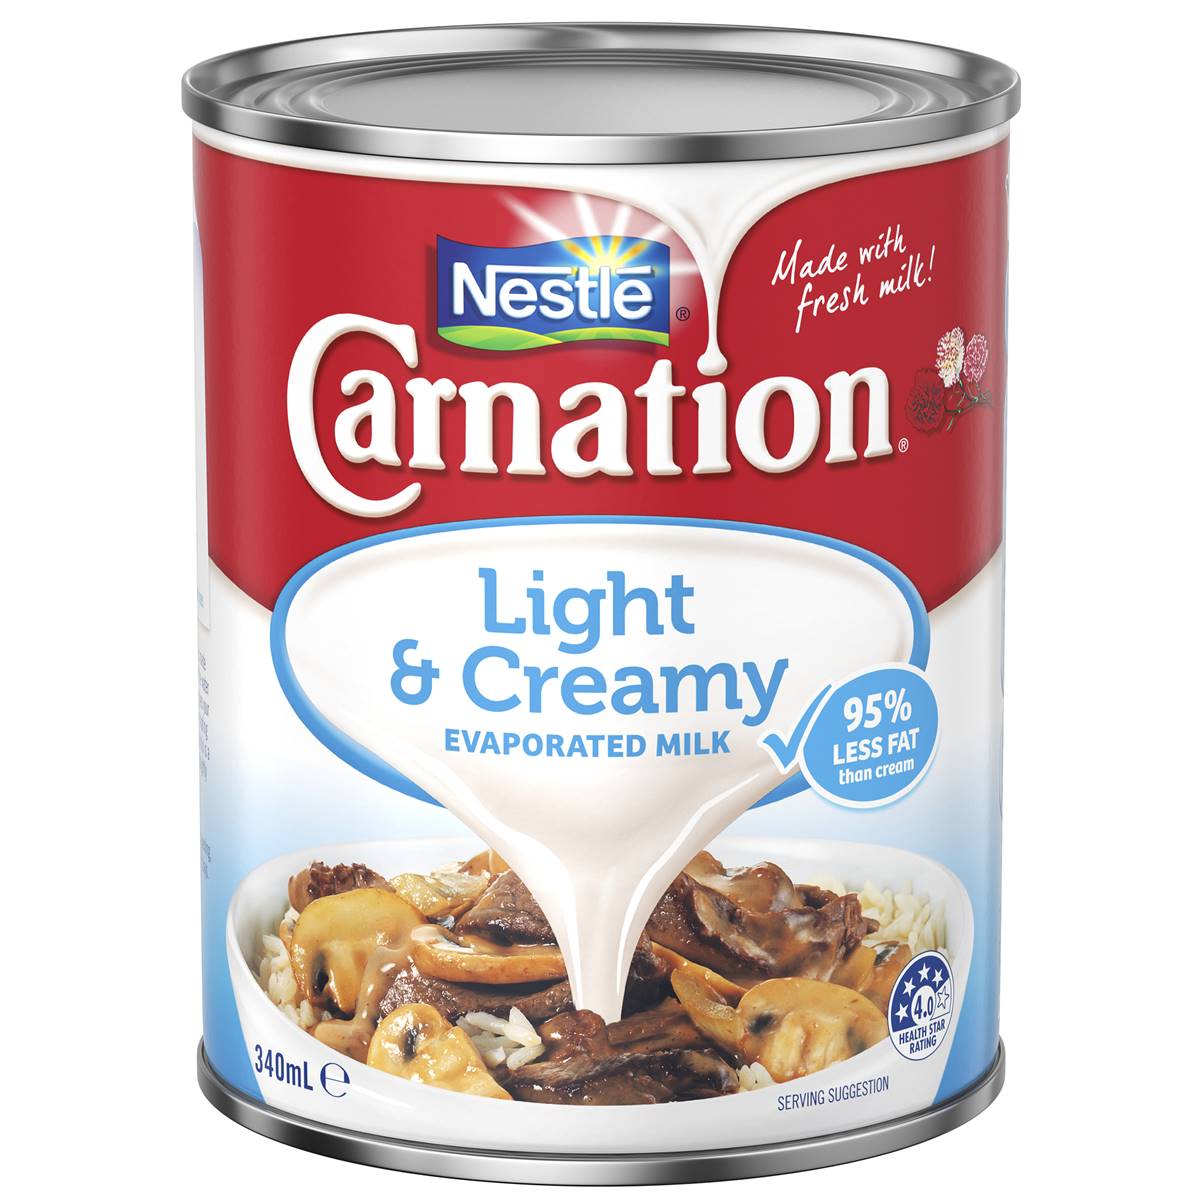 Nestlé ®
Made with
fresh milk!
Carnation ®
Light
& Creamy
EVAPORATED MILK
95%
LESS FAT
than cream
4.0
HEALTH STAR
RATING
340mL ℮
SERVING SUGGESTION